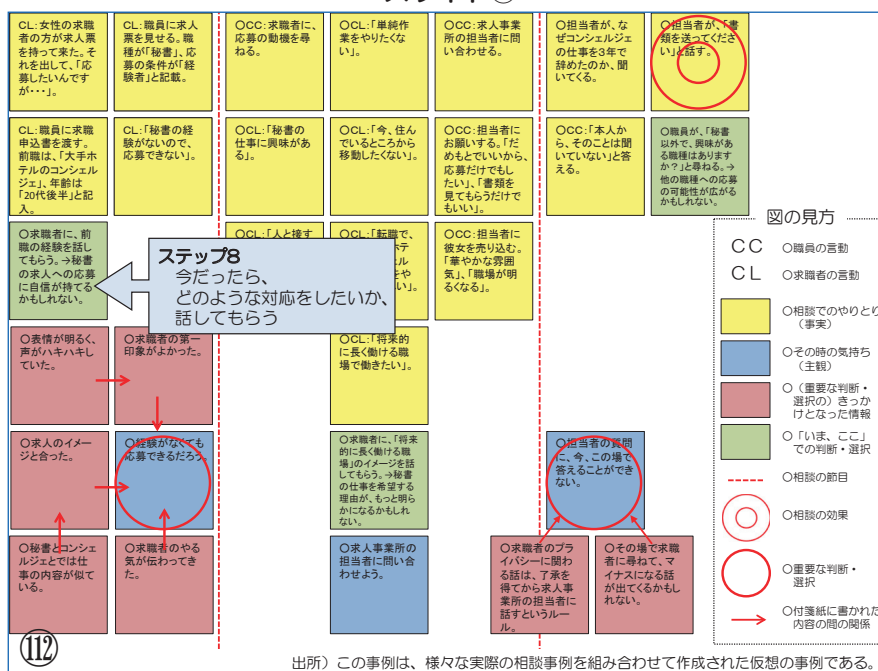 CL:女性の求職
者の方が求人票
を持って来た。そ
れを出して、「応
募したいんです
が・・・」。
CL:職員に求人
票を見せる。職
種が「秘書」、応
募の条件が「経
験者」と記載。
〇CC:求職者に、
応募の動機を尋
ねる。
〇CL:「単純作
業をやりたくな
い」。
〇CC:求人事業
所の担当者に問
い合わせる。
〇担当者が、な
ぜコンシェルジェ
の仕事を3年で
辞めたのか、聞
いてくる。
〇担当者が、「書
類を送ってくださ
い」と話す。
CL:職員に求職
申込書を渡す。
前職は、「大手ホ
テルのコンシェル
ジェ」、年齢は
「20代後半」と記
入。
CL:「秘書の経
験がないので、
応募できない」。
〇CL:「秘書の
仕事に興味があ
る」。
〇CL:「今、住ん
でいるところから
移動したくない」。
〇CC:担当者に
お願いする。「だ
めもとでいいから、
応募だけでもし
たい」、「書類を
見てもらうだけで
もいい」。
〇CC:「本人か
ら、そのことは聞
いていない」と答
える。
〇職員が、「秘書
以外で、興味があ
る職種はあります
か?」と尋ねる。→
他の職種への応募
の可能性が広がる
かもしれない。
〇求職者に、前
職の経験を話し
てもらう。→秘書
の求人への応募
に自信が持てる
かもしれない。
〇CL:「人と接す
〇CL:「転職で、
〇CC:担当者に
彼女を売り込む。
「華やかな雰囲
気」、「職場が明
るくなる」。
ステップ8
今だったら、
どのような対応をしたいか、
話してもらう
〇表情が明るく、
声がハキハキし
ていた。
〇求職者の第一
印象がよかった。
〇CL:「将来的
に長く働ける職
場で働きたい」。
〇求人のイメー
ジと合った。
〇経験がなくても
応募できるだろう。
〇求職者に、「将来
的に長く働ける職
場」のイメージを話
してもらう。→秘書
の仕事を希望する
理由が、もっと明ら
かになるかもしれ
ない。
〇担当者の質問
に、今、この場で
答えることができ
ない。
〇秘書とコンシェ
ルジェとでは仕
事の内容が似て
いる。
〇求職者のやる
気が伝わってき
た。
〇求人事業所の
担当者に問い合
わせよう。
〇求職者のプラ
イバシーに関わ
る話は、了承を
得てから求人事
業所の担当者に
話すというルー
ル。
〇その場で求職
者に尋ねて、マ
イナスになる話
が出てくるかもし
れない。
図の見方
CC 〇職員の言動
CL 〇求職者の言動
〇相談でのやりとり
(事実)
〇その時の気持ち
(主観)
〇(重要な判断・
選択の)きっか
けとなった情報
〇「いま、ここ」
での判断・選択
〇相談の節目
〇相談の効果
〇重要な判断・
選択
〇付箋紙に書かれた
内容の間の関係
112
出所)この事例は、様々な実際の相談事例を組み合わせて作成された仮想の事例である。